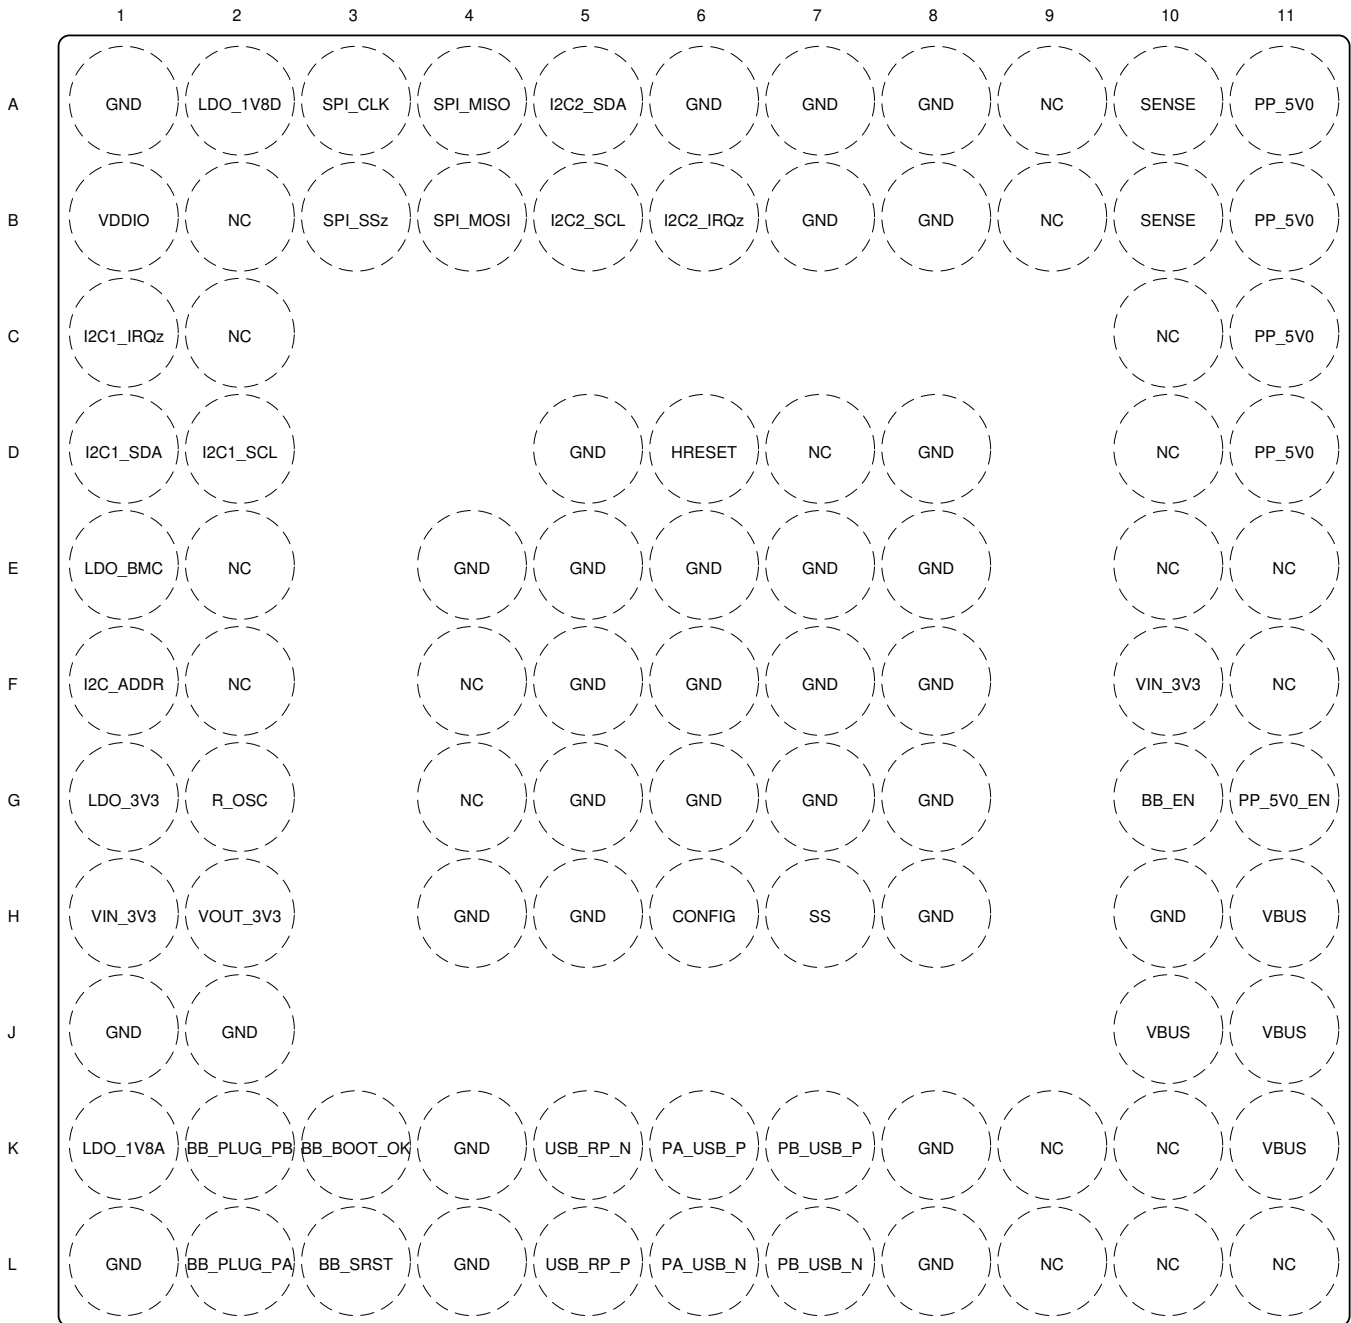 1 2 3 4 5 6 7 8 9 10 11
A GND LDO_1V8D SPI_CLK SPI_MISO I2C2_SDA GND GND GND NC SENSE PP_5V0
B VDDIO NC SPI_SSz SPI_MOSI I2C2_SCL I2C2_IRQz GND GND NC SENSE PP_5V0
C I2C1_IRQz NC NC PP_5V0
D I2C1_SDA I2C1_SCL GND HRESET NC GND NC PP_5V0
E LDO_BMC NC GND GND GND GND GND NC NC
F I2C_ADDR NC NC GND GND GND GND VIN_3V3 NC
G LDO_3V3 R_OSC NC GND GND GND GND BB_EN PP_5V0_EN
H VIN_3V3 VOUT_3V3 GND GND CONFIG SS GND GND VBUS
J GND GND VBUS VBUS
K LDO_1V8A BB_PLUG_PB BB_BOOT_OK GND USB_RP_N PA_USB_P PB_USB_P GND NC NC VBUS
L GND BB_PLUG_PA BB_SRST GND USB_RP_P PA_USB_N PB_USB_N GND NC NC NC